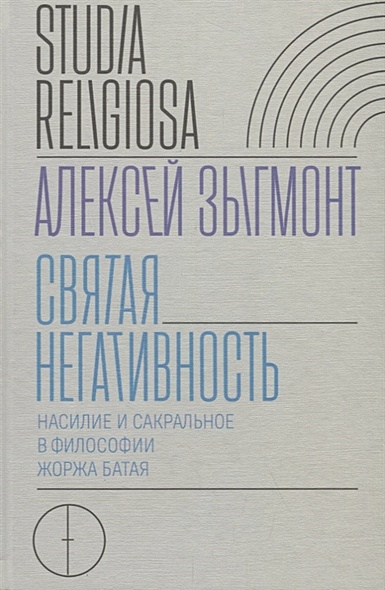 STUDIA
RELIGIOSA
АЛЕКСЕЙ ЗЫГМОНТ
СВЯТАЯ
НЕГАТИВНОСТЬ
НАСИЛИЕ И САКРАЛЬНОЕ
В ФИЛОСОФИИ
ЖОРЖА БАТАЯ